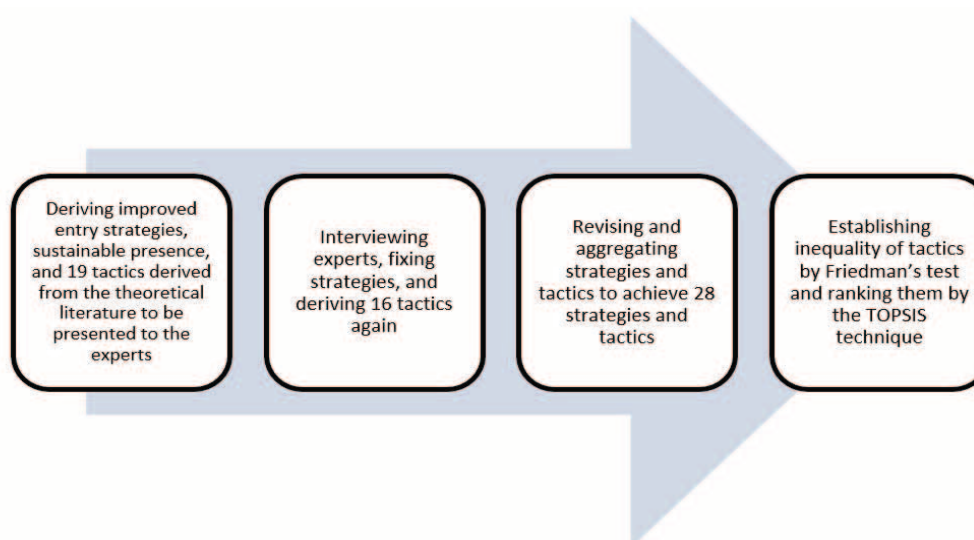 Deriving improved
entry strategies,
sustainable presence,
and 19 tactics derived
from the theoretical
literature to be
presented to the
experts
Interviewing
experts, fixing
strategies, and
deriving 16 tactics
again
Revising and
aggregating
strategies and
tactics to achieve 28
strategies and
tactics
Establishing
inequality of tactics
by Friedman's test
and ranking them by
the TOPSIS
technique